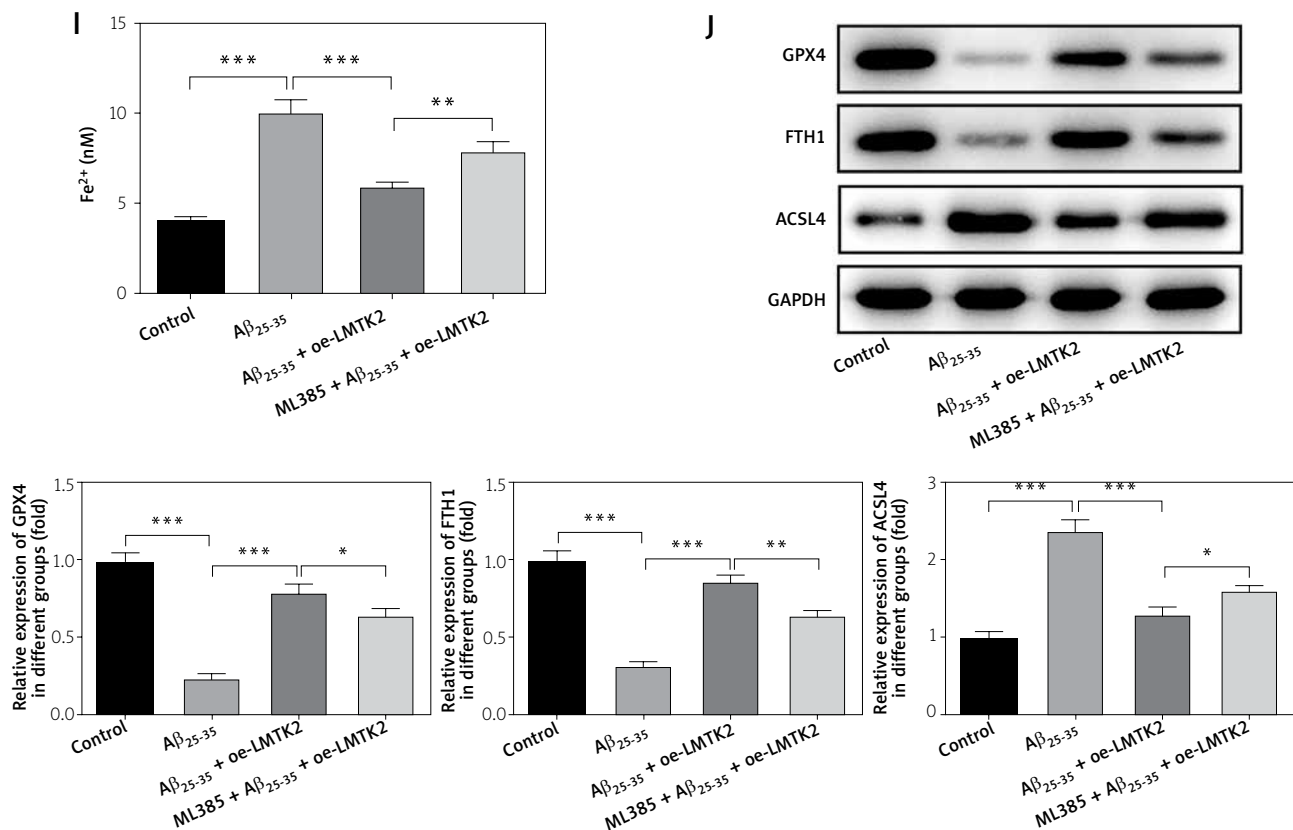 I
Fe²⁺ (nM)
15
10
5
0
***
***
**
Control
Aβ₂₅₋₃₅
Aβ₂₅₋₃₅ + oe-LMTK2
ML385 + Aβ₂₅₋₃₅ + oe-LMTK2
J
GPX4
FTH1
ACSL4
GAPDH
Control
Aβ₂₅₋₃₅
Aβ₂₅₋₃₅ + oe-LMTK2
ML385 + Aβ₂₅₋₃₅ + oe-LMTK2
Relative expression of GPX4
in different groups (fold)
1.5
1.0
0.5
0.0
***
***
*
Control
Aβ₂₅₋₃₅
Aβ₂₅₋₃₅ + oe-LMTK2
ML385 + Aβ₂₅₋₃₅ + oe-LMTK2
Relative expression of FTH1
in different groups (fold)
1.5
1.0
0.5
0.0
***
***
**
Control
Aβ₂₅₋₃₅
Aβ₂₅₋₃₅ + oe-LMTK2
ML385 + Aβ₂₅₋₃₅ + oe-LMTK2
Relative expression of ACSL4
in different groups (fold)
3
2
1
0
***
***
*
Control
Aβ₂₅₋₃₅
Aβ₂₅₋₃₅ + oe-LMTK2
ML385 + Aβ₂₅₋₃₅ + oe-LMTK2